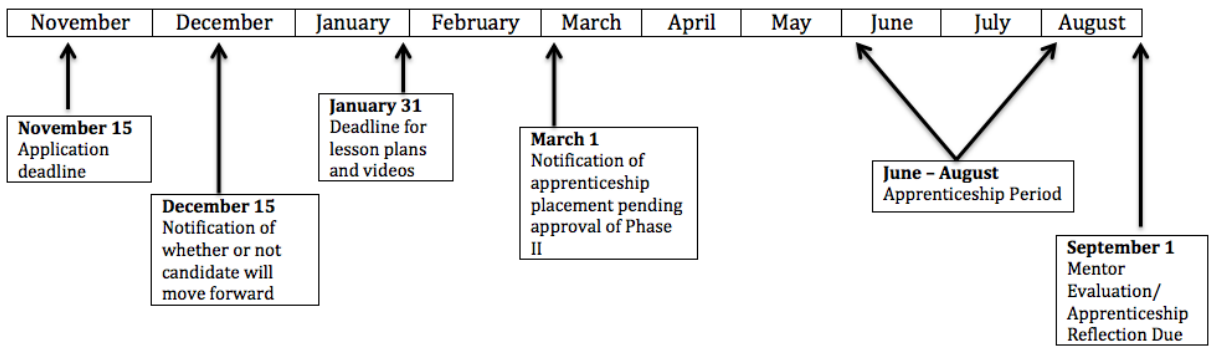 November December January February March April May June July August
November 15
Application
deadline
December 15
Notification of
whether or not
candidate will
move forward
January 31
Deadline for
lesson plans
and videos
March 1
Notification of
apprenticeship
placement pending
approval of Phase
II
June – August
Apprenticeship Period
September 1
Mentor
Evaluation/
Apprenticeship
Reflection Due